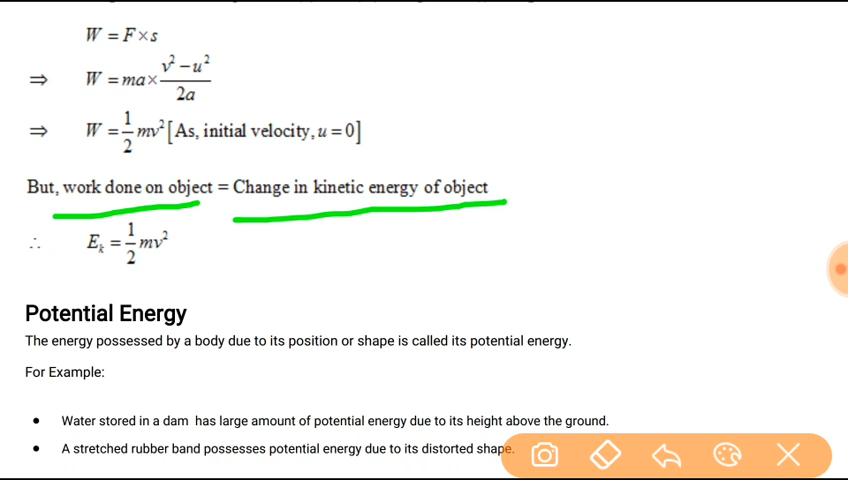 W = F×s
⇒ W = ma× v² − u² / 2a
⇒ W = 1/2 mv² [As, initial velocity, u = 0]
But, work done on object = Change in kinetic energy of object
∴ Eₖ = 1/2 mv²
Potential Energy
The energy possessed by a body due to its position or shape is called its potential energy.
For Example:
• Water stored in a dam has large amount of potential energy due to its height above the ground.
• A stretched rubber band possesses potential energy due to its distorted shape.